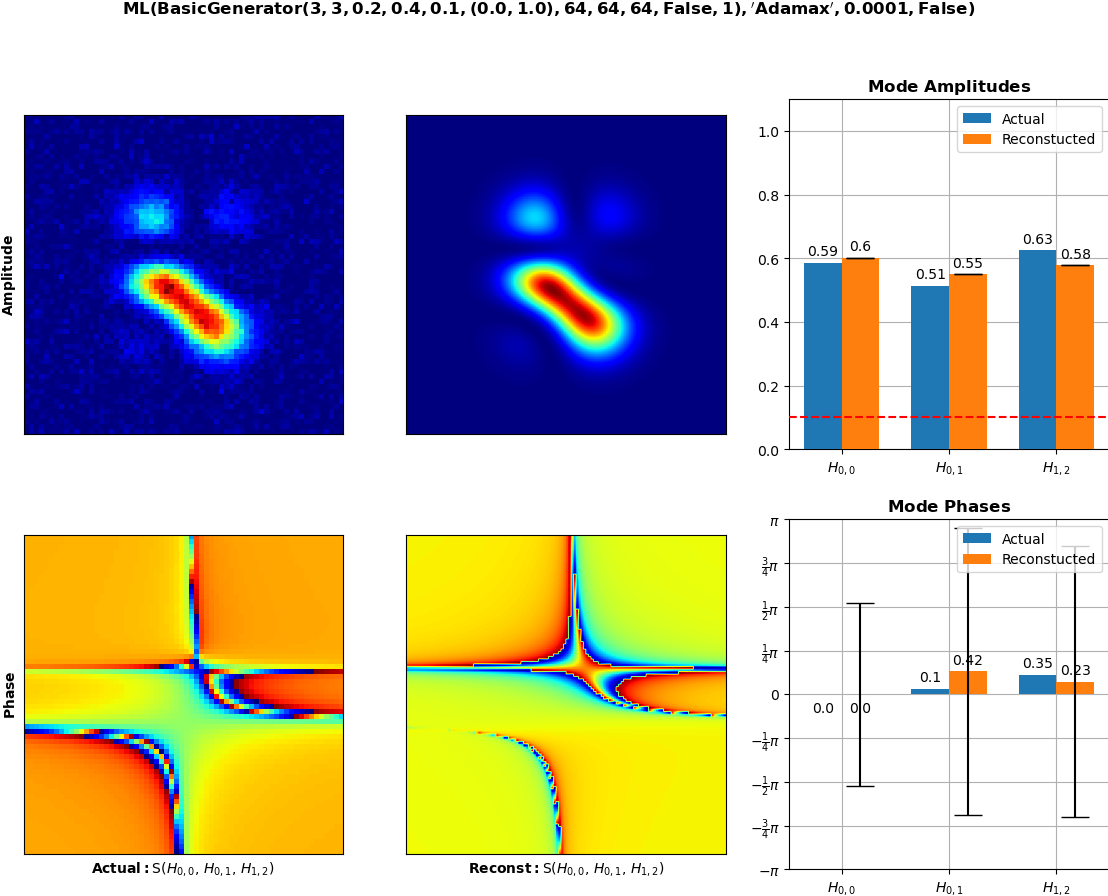 ML(BasicGenerator(3, 3, 0.2, 0.4, 0.1, (0.0, 1.0), 64, 64, 64, False, 1), ′Adamax′, 0.0001, False)
Amplitude
Mode Amplitudes
Actual
Reconstucted
1.0
0.8
0.6
0.4
0.2
0.0
0.59
0.6
0.51
0.55
0.63
0.58
H0,0
H0,1
H1,2
Phase
Actual: S(H0,0, H0,1, H1,2)
Reconst: S(H0,0, H0,1, H1,2)
Mode Phases
Actual
Reconstucted
π
3/4π
1/2π
1/4π
0
−1/4π
−1/2π
−3/4π
−π
0.0
0.0
0.1
0.42
0.35
0.23
H0,0
H0,1
H1,2